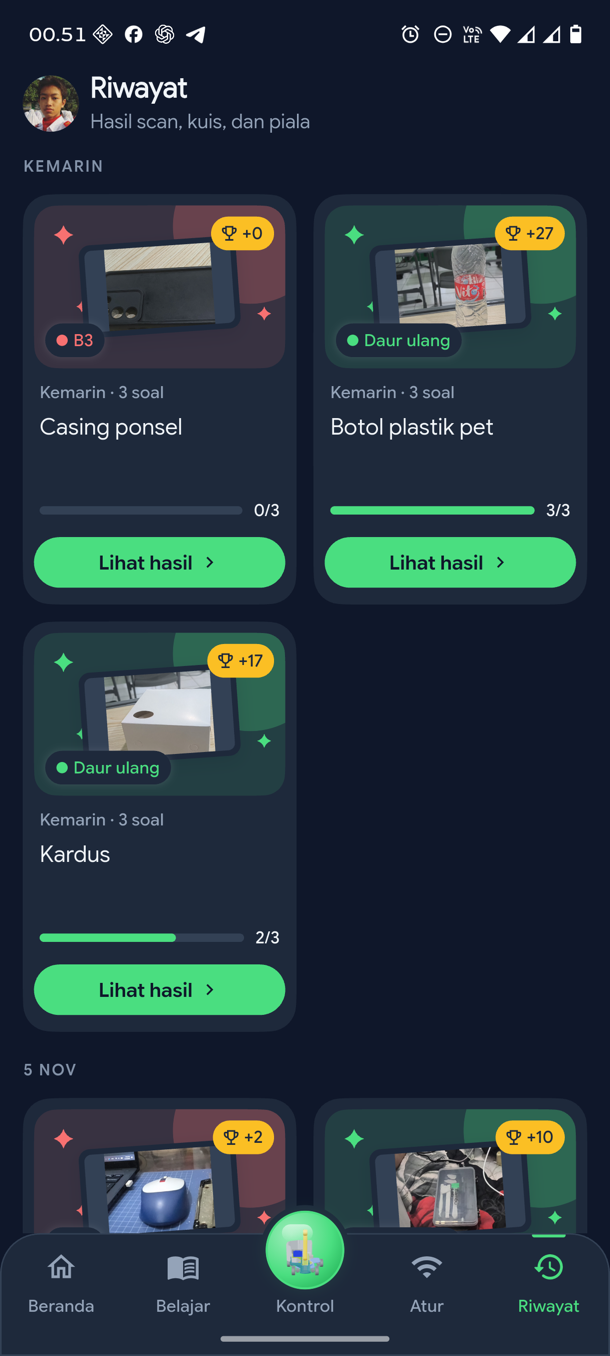 00.51
Vo)) LTE
Riwayat
Hasil scan, kuis, dan piala
KEMARIN
+0
B3
Kemarin · 3 soal
Casing ponsel
0/3
Lihat hasil
+27
Daur ulang
Kemarin · 3 soal
Botol plastik pet
3/3
Lihat hasil
+17
Daur ulang
Kemarin · 3 soal
Kardus
2/3
Lihat hasil
5 NOV
+2
+10
Beranda
Belajar
Kontrol
Atur
Riwayat